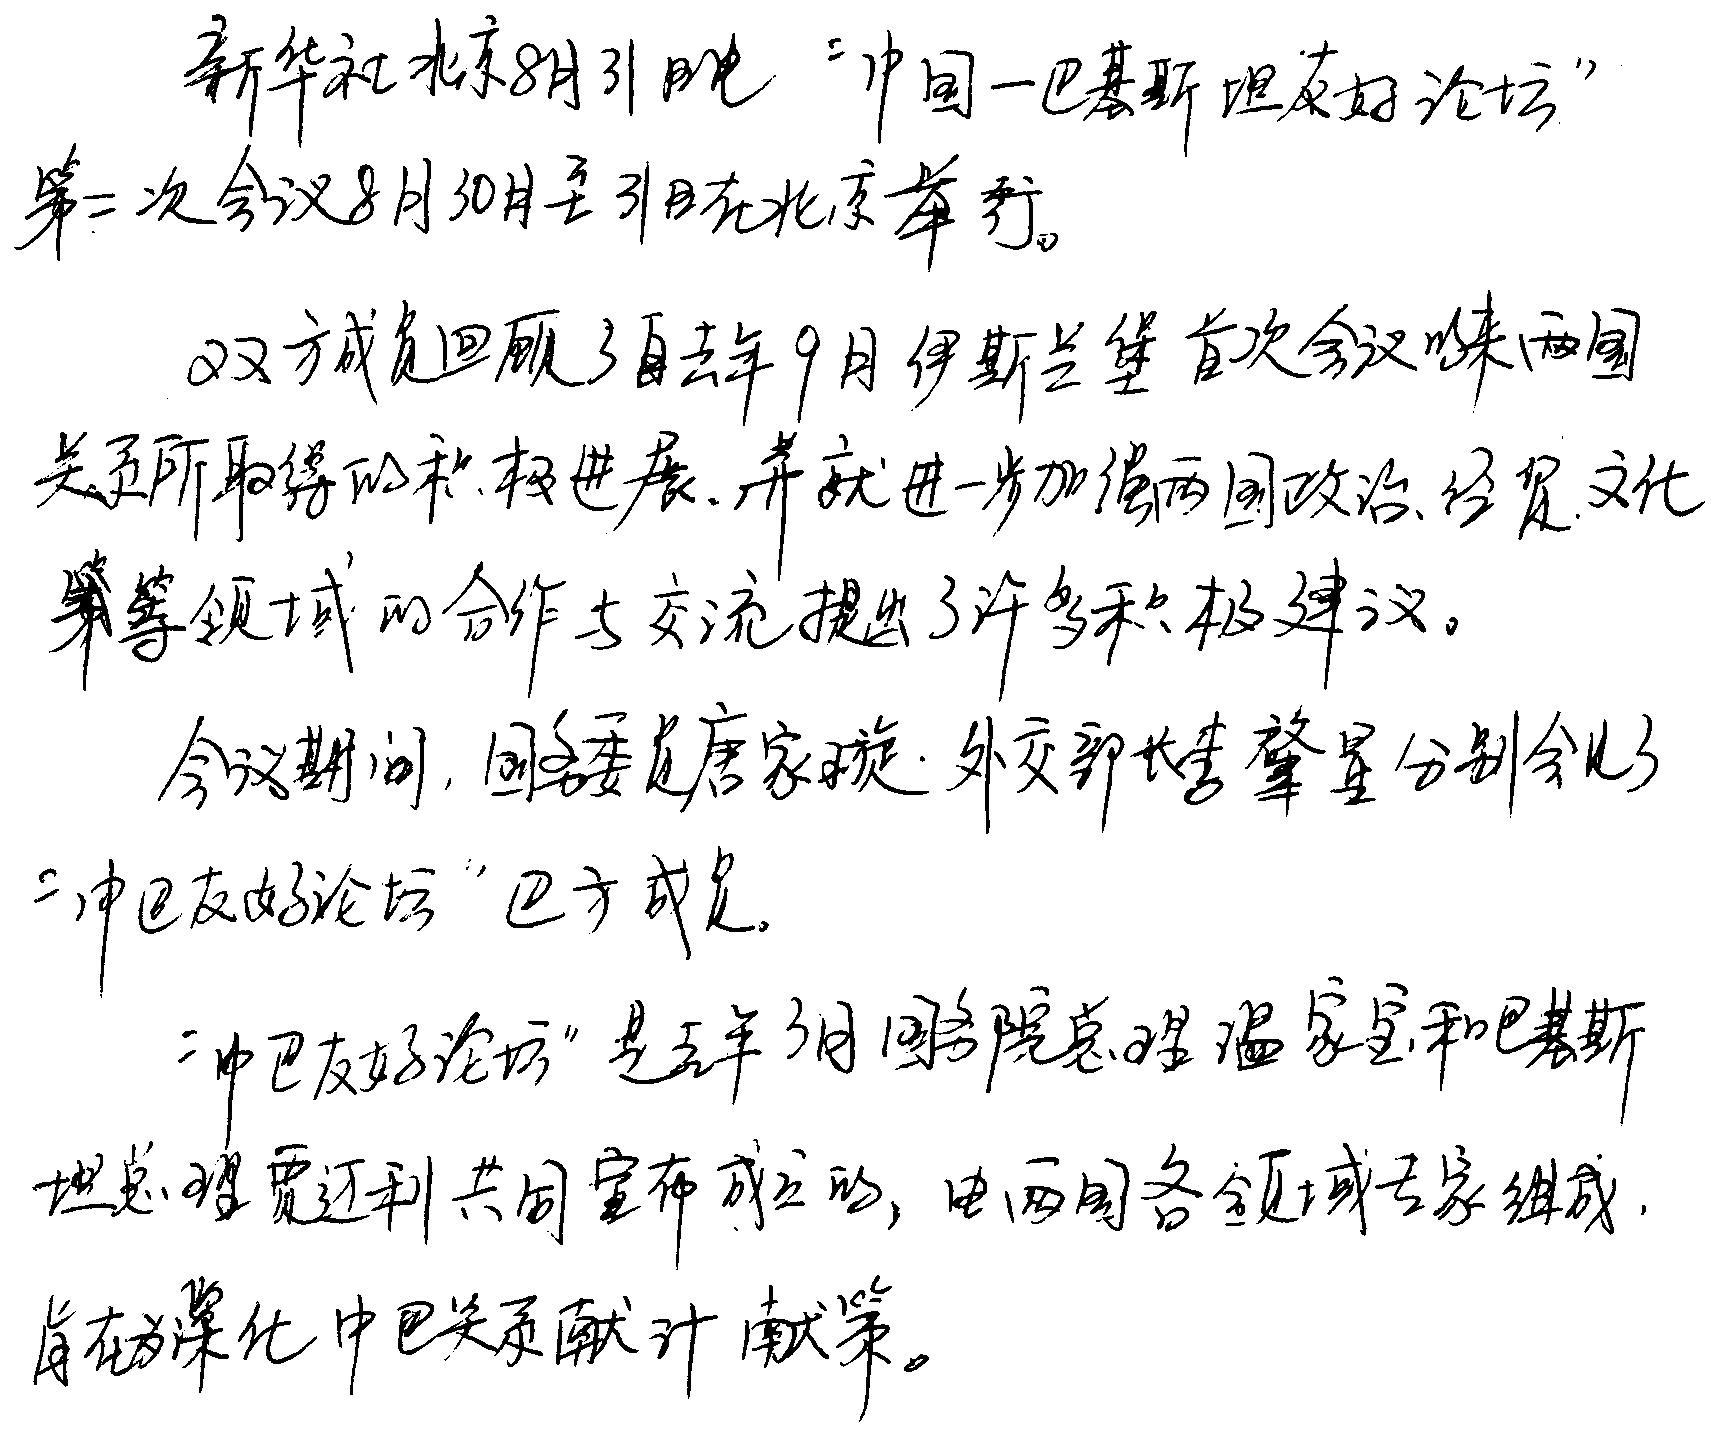 新华社北京8月31日电 “中国—巴基斯坦友好论坛”
第二次会议8月30日至31日在北京举行。
双方成员回顾了自去年9月伊斯兰堡首次会议以来两国
关系所取得的积极进展、并就进一步加强两国政治、经贸、文化
等领域的合作与交流提出了许多积极建议。
会议期间,国务委员唐家璇、外交部长李肇星分别会见了
“中巴友好论坛”巴方成员。
“中巴友好论坛”是去年3月国务院总理温家宝和巴基斯
坦总理贾迈利共同宣布成立的,由两国各领域专家组成、
旨在为深化中巴关系献计献策。